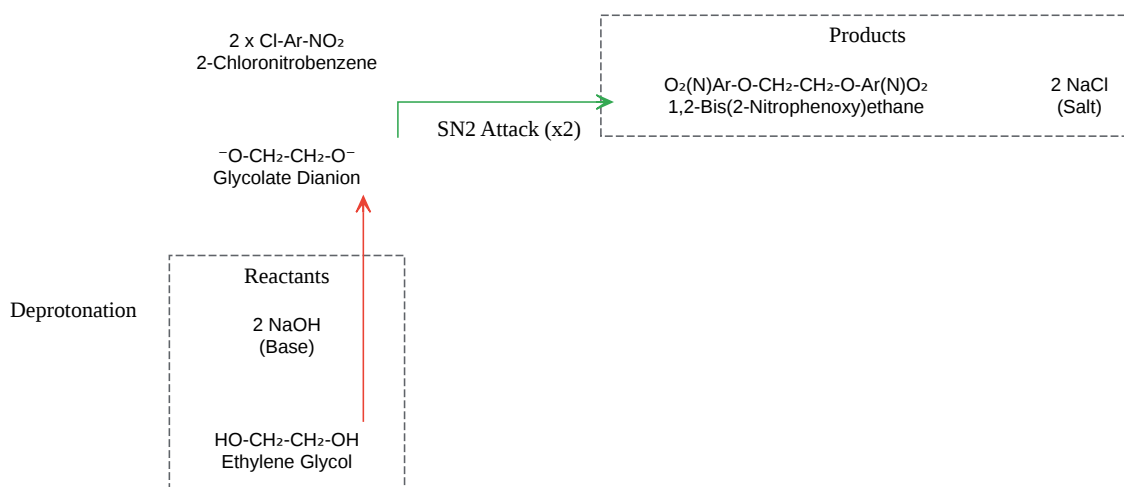 2 x Cl-Ar-NO₂
2-Chloronitrobenzene
Products
O₂(N)Ar-O-CH₂-CH₂-O-Ar(N)O₂
1,2-Bis(2-Nitrophenoxy)ethane
2 NaCl
(Salt)
SN2 Attack (x2)
⁻O-CH₂-CH₂-O⁻
Glycolate Dianion
Reactants
Deprotonation
2 NaOH
(Base)
HO-CH₂-CH₂-OH
Ethylene Glycol